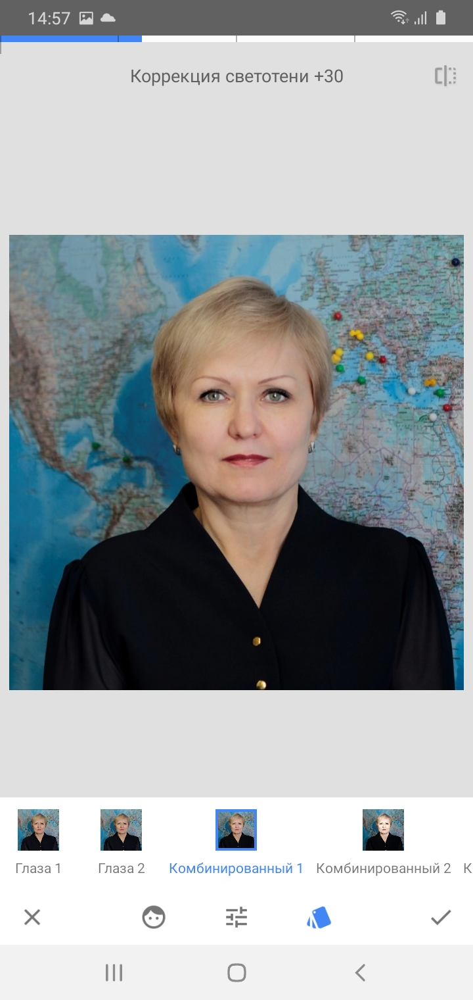 14:57
Коррекция светотени +30
Глаза 1
Глаза 2
Комбинированный 1
Комбинированный 2
К